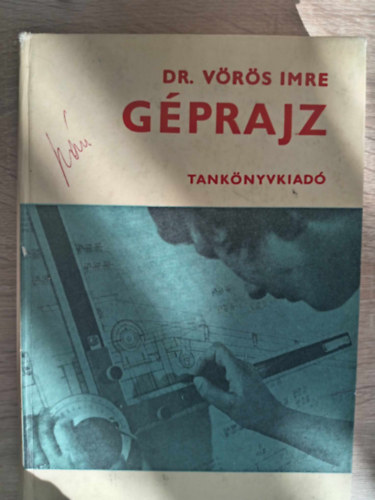 DR. VÖRÖS IMRE
GÉPRAJZ
TANKÖNYVKIADÓ